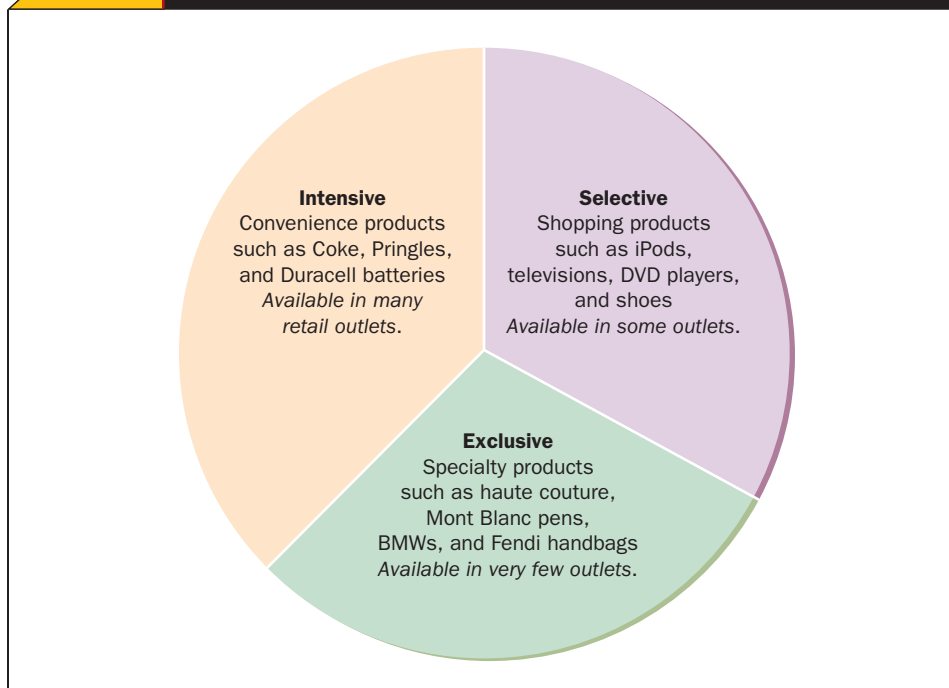 Intensive
Convenience products
such as Coke, Pringles,
and Duracell batteries
Available in many
retail outlets.
Selective
Shopping products
such as iPods,
televisions, DVD players,
and shoes
Available in some outlets.
Exclusive
Specialty products
such as haute couture,
Mont Blanc pens,
BMWs, and Fendi handbags
Available in very few outlets.